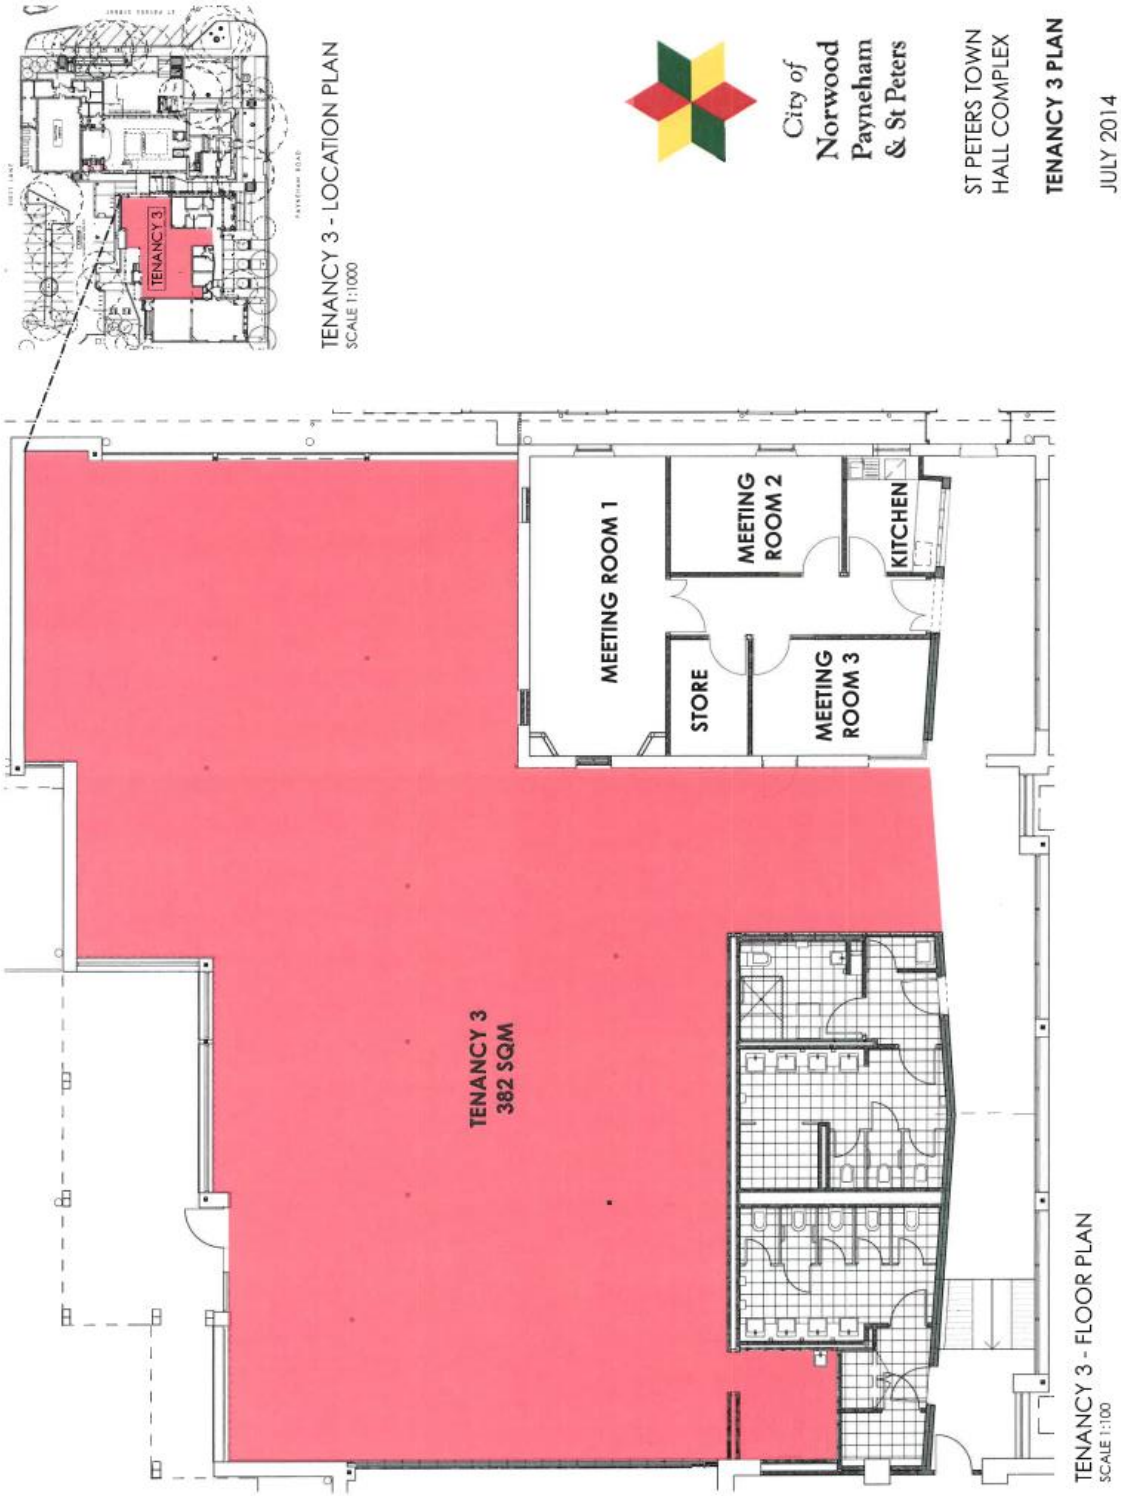 TENANCY 3
TENANCY 3 - LOCATION PLAN
SCALE 1:1000
PAYNEHAM ROAD
City of
Norwood
Payneham
& St Peters
ST PETERS TOWN
HALL COMPLEX
TENANCY 3 PLAN
JULY 2014
MEETING ROOM 1
MEETING
ROOM 2
KITCHEN
STORE
MEETING
ROOM 3
TENANCY 3
382 SQM
TENANCY 3 - FLOOR PLAN
SCALE 1:100